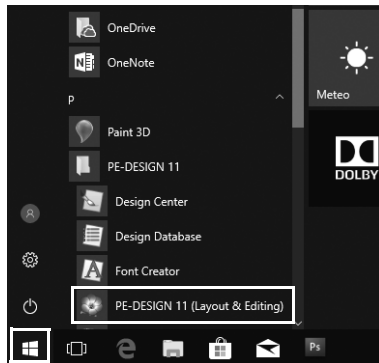 OneDrive
OneNote
P
Paint 3D
PE-DESIGN 11
Design Center
Design Database
Font Creator
PE-DESIGN 11 (Layout & Editing)
Meteo
DOLBY
Ps